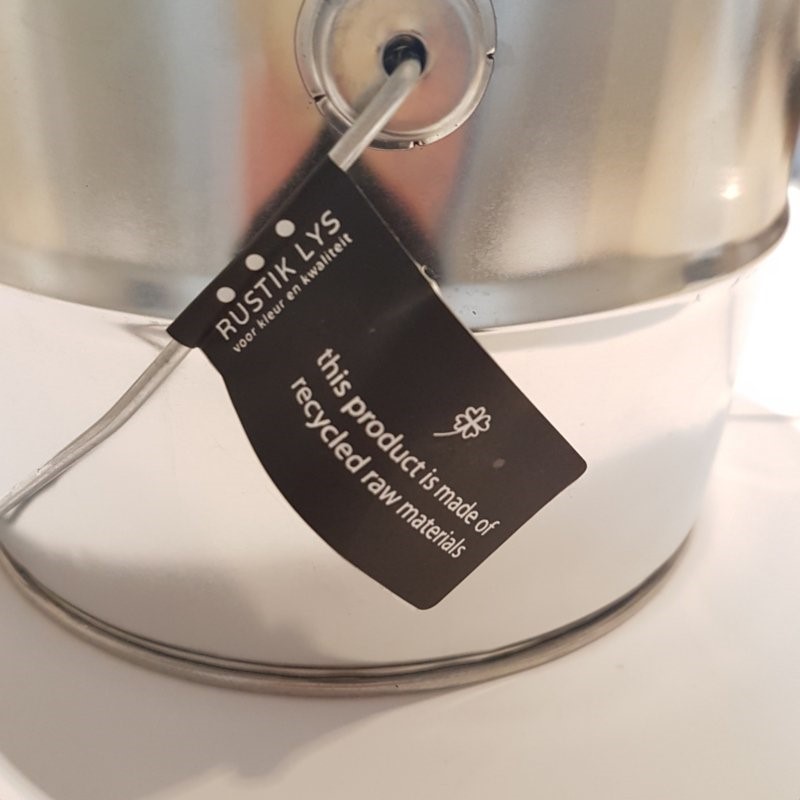 RUSTIK LYS
voor kleur en kwaliteit
this product is made of
recycled raw materials